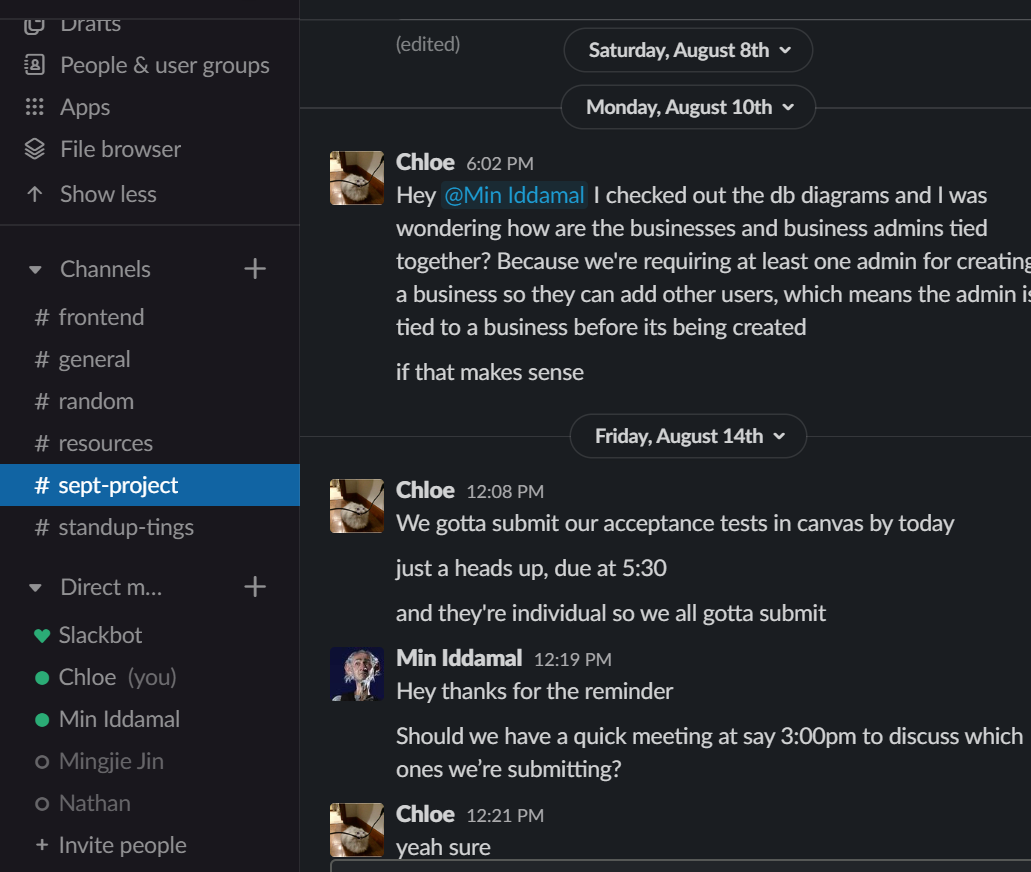 Drafts
People & user groups
Apps
File browser
Show less
Channels
# frontend
# general
# random
# resources
# sept-project
# standup-tings
Direct m...
Slackbot
Chloe (you)
Min Iddamal
Mingjie Jin
Nathan
+ Invite people
(edited)
Saturday, August 8th
Monday, August 10th
Chloe 6:02 PM
Hey @Min Iddamal I checked out the db diagrams and I was
wondering how are the businesses and business admins tied
together? Because we're requiring at least one admin for creating
a business so they can add other users, which means the admin is
tied to a business before its being created
if that makes sense
Friday, August 14th
Chloe 12:08 PM
We gotta submit our acceptance tests in canvas by today
just a heads up, due at 5:30
and they're individual so we all gotta submit
Min Iddamal 12:19 PM
Hey thanks for the reminder
Should we have a quick meeting at say 3:00pm to discuss which
ones we’re submitting?
Chloe 12:21 PM
yeah sure